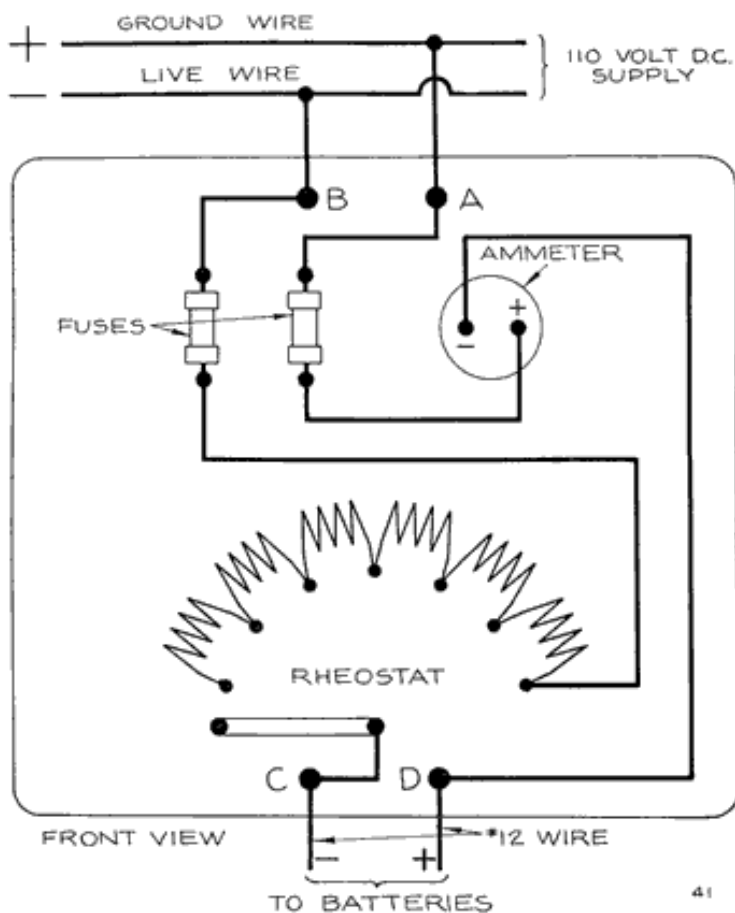 + GROUND WIRE
- LIVE WIRE
110 VOLT D.C.
SUPPLY
B A
AMMETER
FUSES
- +
RHEOSTAT
C D
FRONT VIEW
#12 WIRE
- +
TO BATTERIES
41